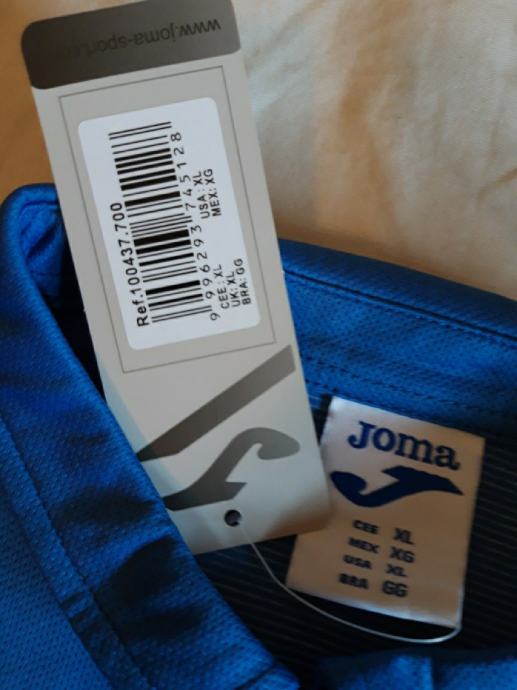 www.joma-sport.c
Ref.100437.700
9 996293 745128
CEE:XL
USA:XL
UK:XL
MEX:XG
BRA:GG
Joma
CEE XL
MEX XG
USA XL
BRA GG